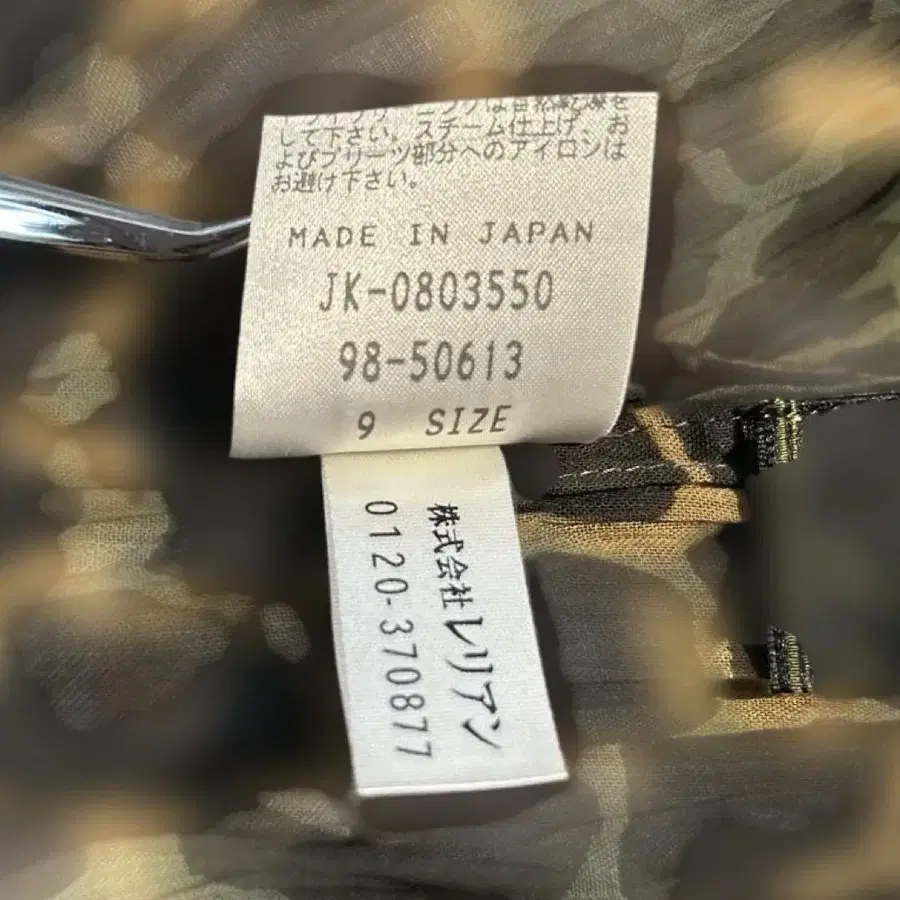 して下さい。スチーム仕上げ、お
よびプリーツ部分へのアイロンは
お避け下さい。
MADE IN JAPAN
JK-0803550
98-50613
9 SIZE
株式会社レリアン
0120-370877